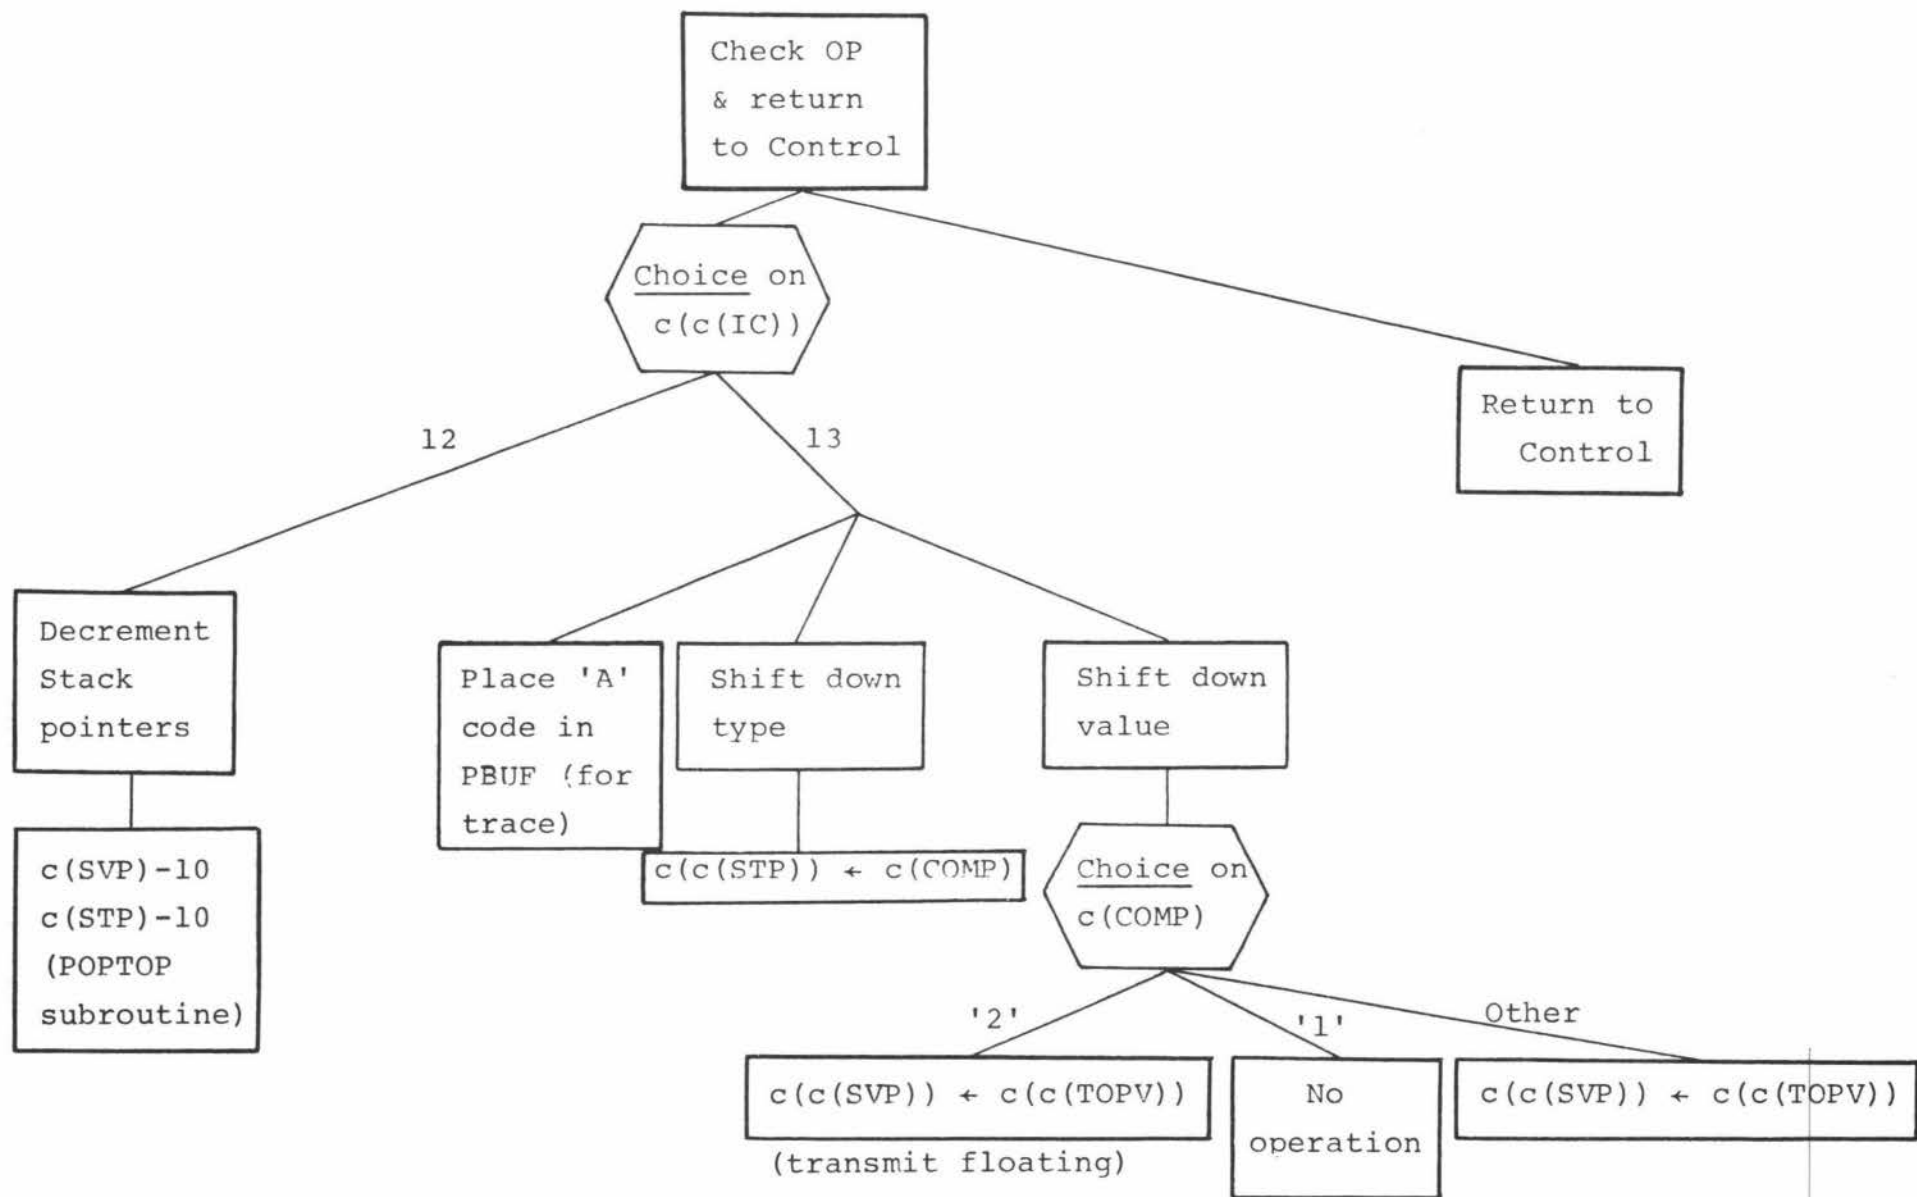 Check OP
& return
to Control
Choice on
c(c(IC))
Return to
Control
12
13
Decrement
Stack
pointers
Place 'A'
code in
PBUF (for
trace)
Shift down
type
Shift down
value
c(SVP)-10
c(STP)-10
(POPTOP
subroutine)
c(c(STP)) ← c(COMP)
Choice on
c(COMP)
'2'
'1'
Other
c(c(SVP)) ← c(c(TOPV))
(transmit floating)
No
operation
c(c(SVP)) ← c(c(TOPV))